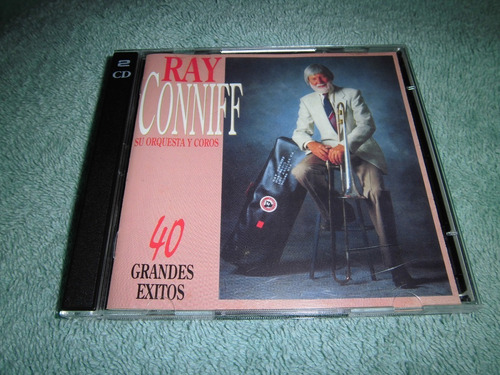 2
CD
RAY
CONNIFF
SU ORQUESTA Y COROS
40
GRANDES
EXITOS